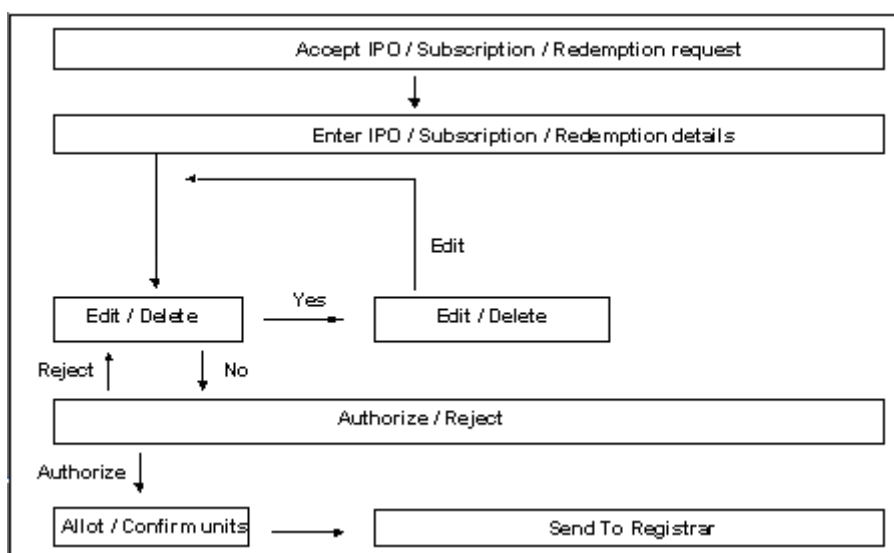 Accept IPO / Subscription / Redemption request
Enter IPO / Subscription / Redemption details
Edit
Yes
Edit / Delete
Edit / Delete
Reject
No
Authorize / Reject
Authorize
Allot / Confirm units
Send To Registrar